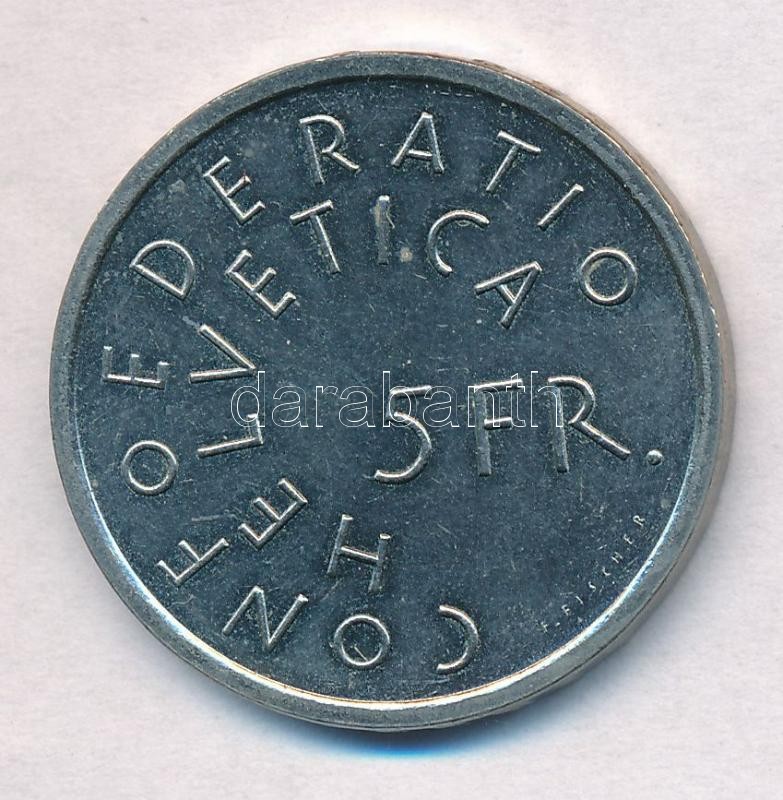 CONFOEDERATIO
HELVETICA
5 FR.
F. FISCHER
darabanth